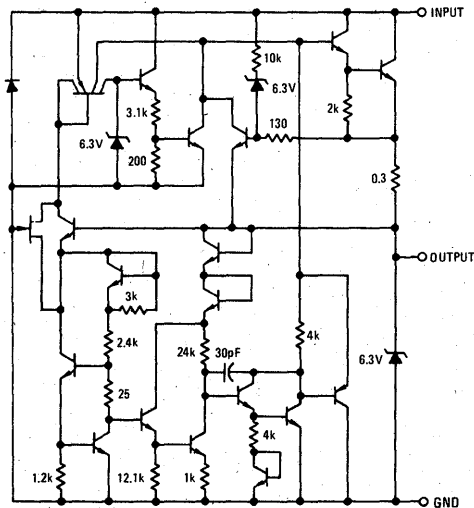 INPUT
10k
6.3V
3.1k
2k
6.3V
130
200
0.3
OUTPUT
3k
2.4k
24k
30pF
4k
6.3V
25
4k
1.2k
12.1k
1k
GND